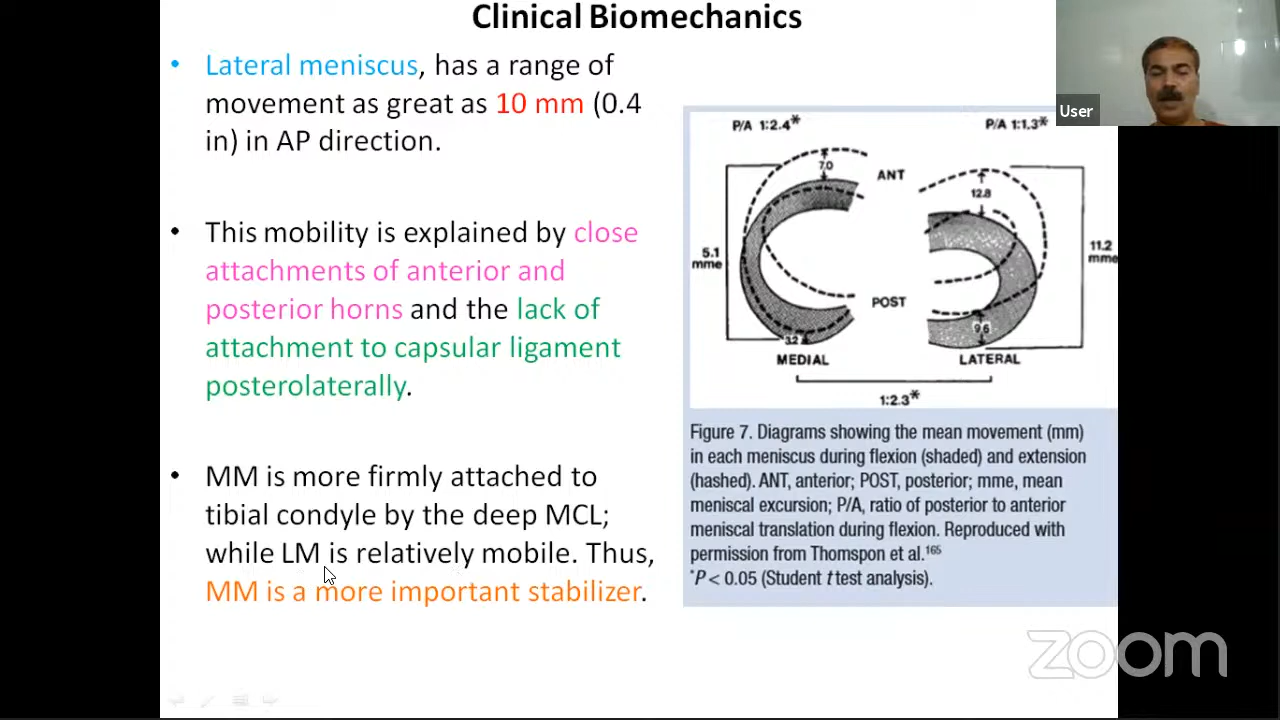 Clinical Biomechanics
• Lateral meniscus, has a range of
movement as great as 10 mm (0.4
in) in AP direction.
• This mobility is explained by close
attachments of anterior and
posterior horns and the lack of
attachment to capsular ligament
posterolaterally.
• MM is more firmly attached to
tibial condyle by the deep MCL;
while LM is relatively mobile. Thus,
MM is a more important stabilizer.
P/A 1:2.4*
P/A 1:1.3*
7.0
ANT
12.8
5.1
mme
11.2
mme
POST
3.2
9.6
MEDIAL
LATERAL
1:2.3*
Figure 7. Diagrams showing the mean movement (mm)
in each meniscus during flexion (shaded) and extension
(hashed). ANT, anterior; POST, posterior; mme, mean
meniscal excursion; P/A, ratio of posterior to anterior
meniscal translation during flexion. Reproduced with
permission from Thomspon et al.165
*P < 0.05 (Student t test analysis).
User
zoom